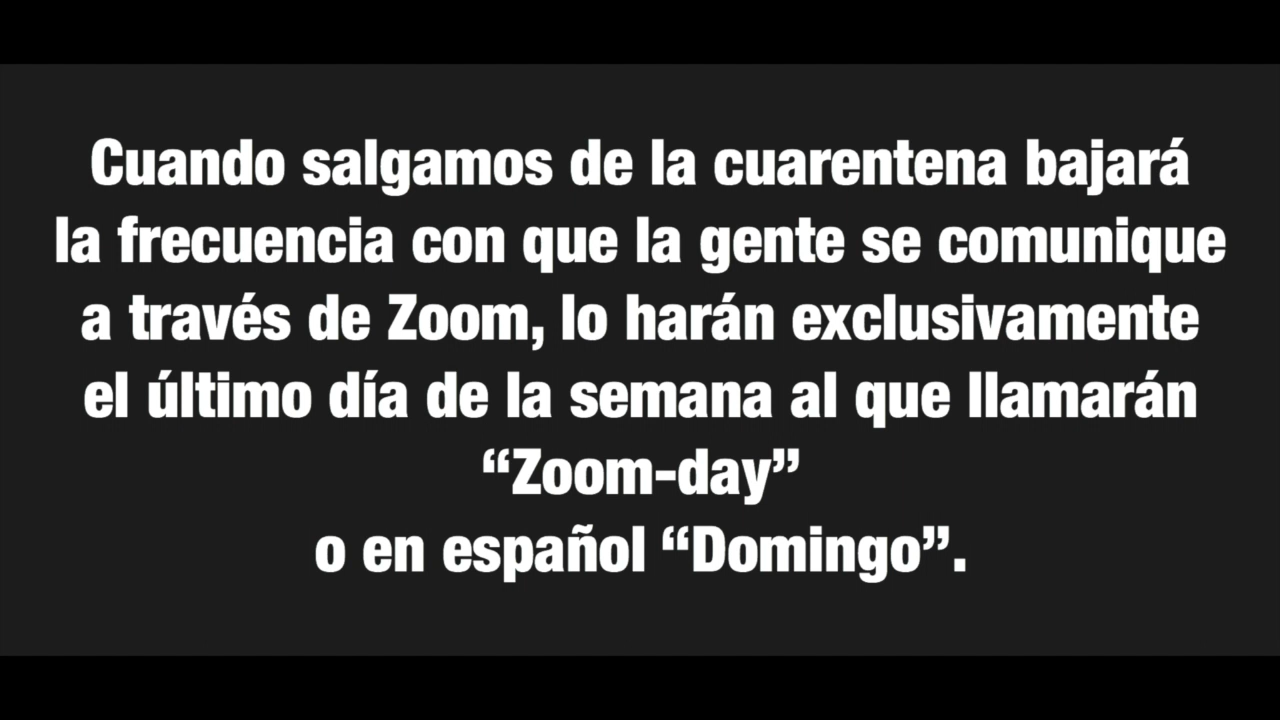 Cuando salgamos de la cuarentena bajará
la frecuencia con que la gente se comunique
a través de Zoom, lo harán exclusivamente
el último día de la semana al que llamarán
“Zoom-day”
o en español “Domingo”.